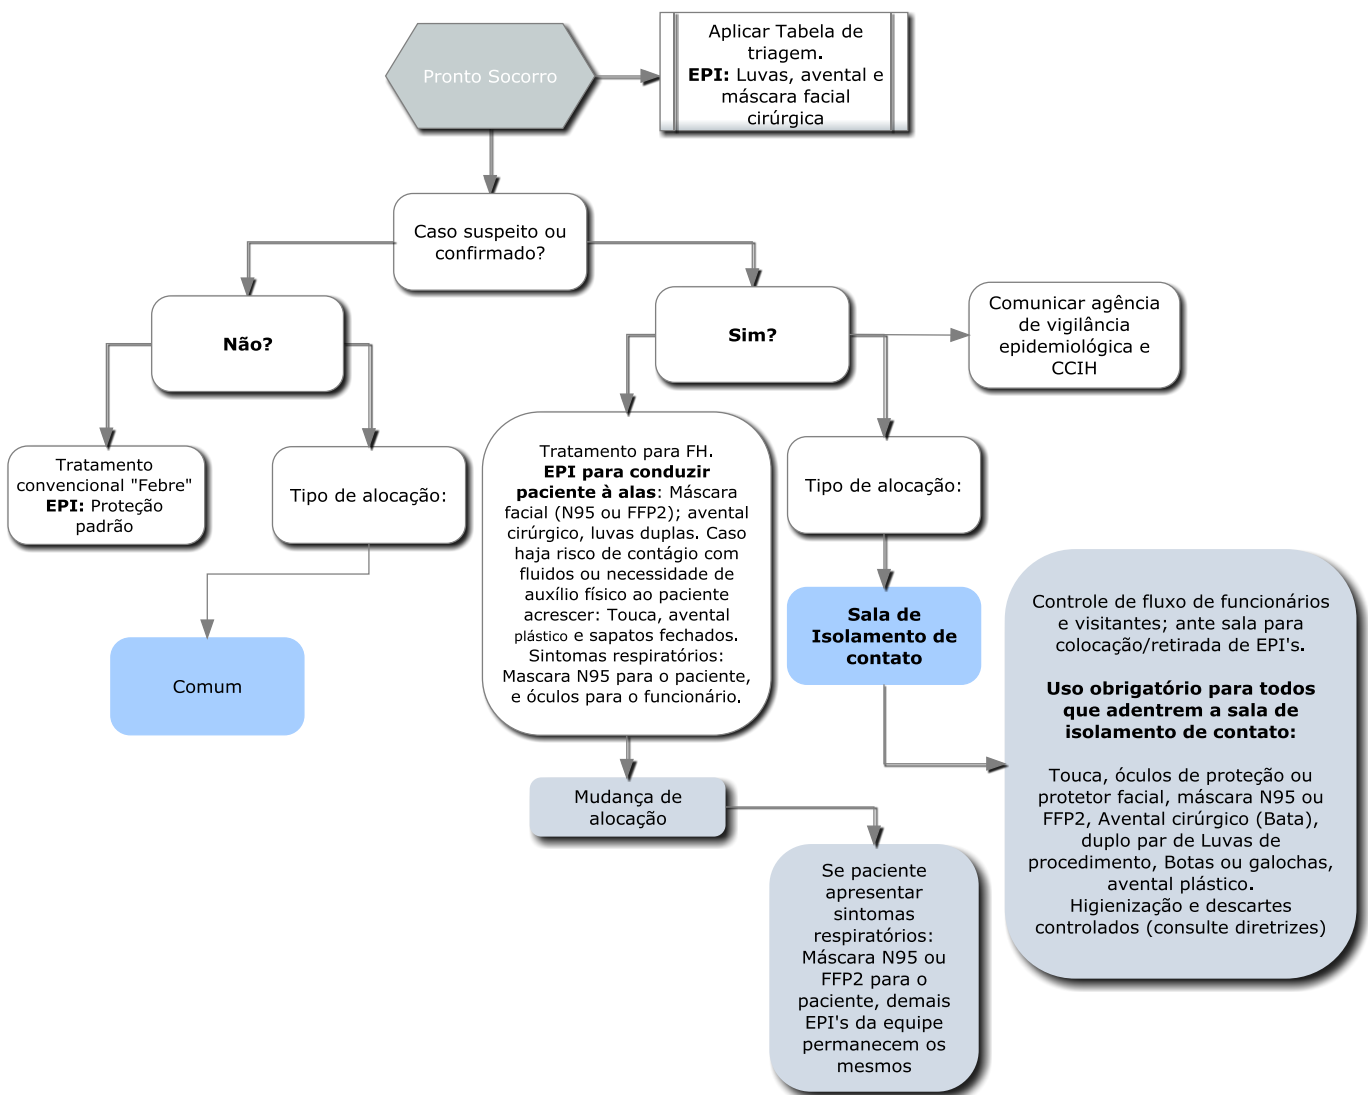 Pronto Socorro
Aplicar Tabela de
triagem.
EPI: Luvas, avental e
máscara facial
cirúrgica
Caso suspeito ou
confirmado?
Não?
Sim?
Comunicar agência
de vigilância
epidemiológica e
CCIH
Tratamento
convencional "Febre"
EPI: Proteção
padrão
Tipo de alocação:
Tratamento para FH.
EPI para conduzir
paciente à alas: Máscara
facial (N95 ou FFP2); avental
cirúrgico, luvas duplas. Caso
haja risco de contágio com
fluidos ou necessidade de
auxílio físico ao paciente
acrescer: Touca, avental
plástico e sapatos fechados.
Sintomas respiratórios:
Mascara N95 para o paciente,
e óculos para o funcionário.
Tipo de alocação:
Comum
Sala de
Isolamento de
contato
Controle de fluxo de funcionários
e visitantes; ante sala para
colocação/retirada de EPI's.
Uso obrigatório para todos
que adentrem a sala de
isolamento de contato:
Touca, óculos de proteção ou
protetor facial, máscara N95 ou
FFP2, Avental cirúrgico (Bata),
duplo par de Luvas de
procedimento, Botas ou galochas,
avental plástico.
Higienização e descartes
controlados (consulte diretrizes)
Mudança de
alocação
Se paciente
apresentar
sintomas
respiratórios:
Máscara N95 ou
FFP2 para o
paciente, demais
EPI's da equipe
permanecem os
mesmos